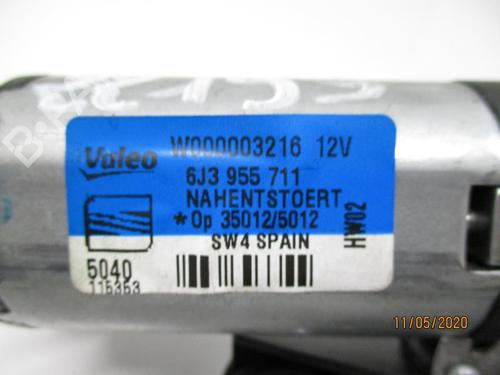 Valeo W000003216 12V
6J3 955 711
NAHENTSTOERT
*Op 35012/5012
SW4 SPAIN
HW02
5040
115353
11/05/2020